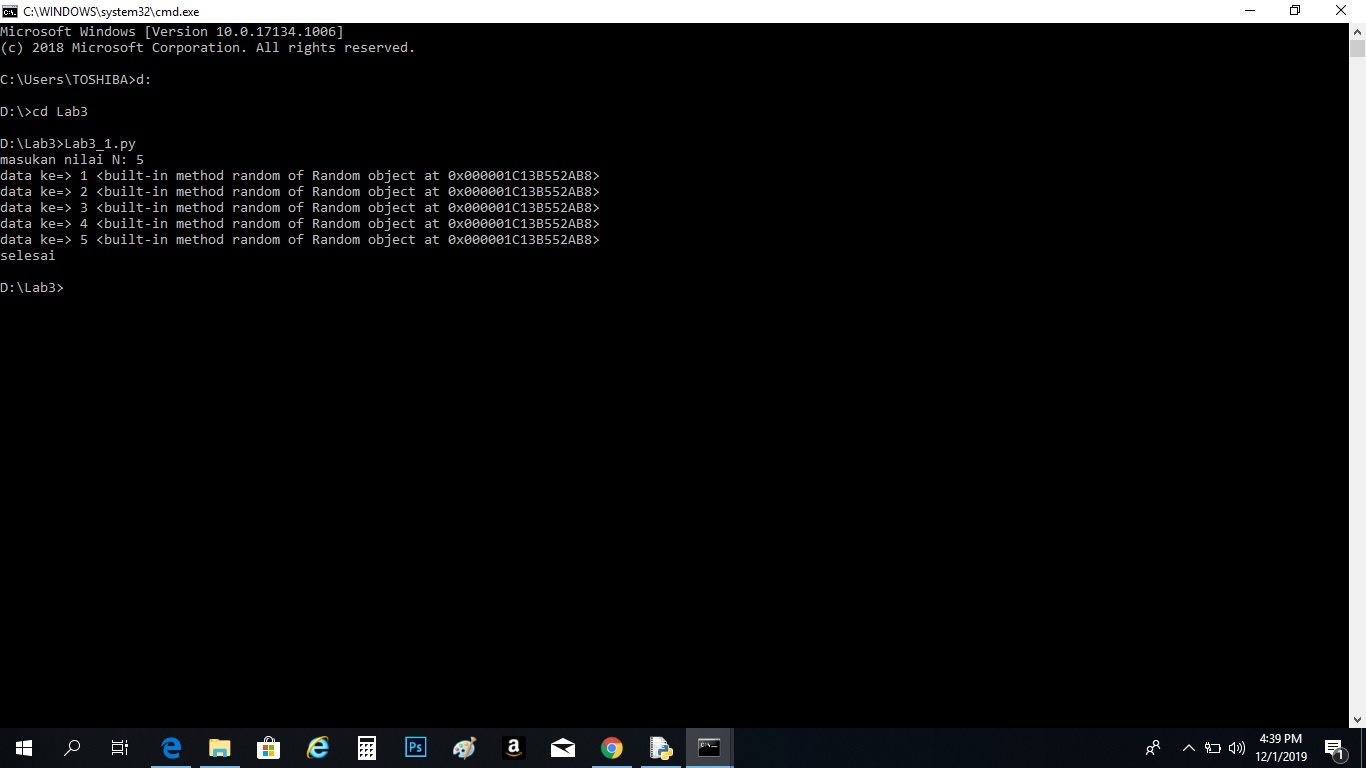 C:\WINDOWS\system32\cmd.exe
Microsoft Windows [Version 10.0.17134.1006]
(c) 2018 Microsoft Corporation. All rights reserved.
C:\Users\TOSHIBA>d:
D:\>cd Lab3
D:\Lab3>Lab3_1.py
masukan nilai N: 5
data ke=> 1 <built-in method random of Random object at 0x000001C13B552AB8>
data ke=> 2 <built-in method random of Random object at 0x000001C13B552AB8>
data ke=> 3 <built-in method random of Random object at 0x000001C13B552AB8>
data ke=> 4 <built-in method random of Random object at 0x000001C13B552AB8>
data ke=> 5 <built-in method random of Random object at 0x000001C13B552AB8>
selesai
D:\Lab3>
Ps
a
4:39 PM
12/1/2019
1